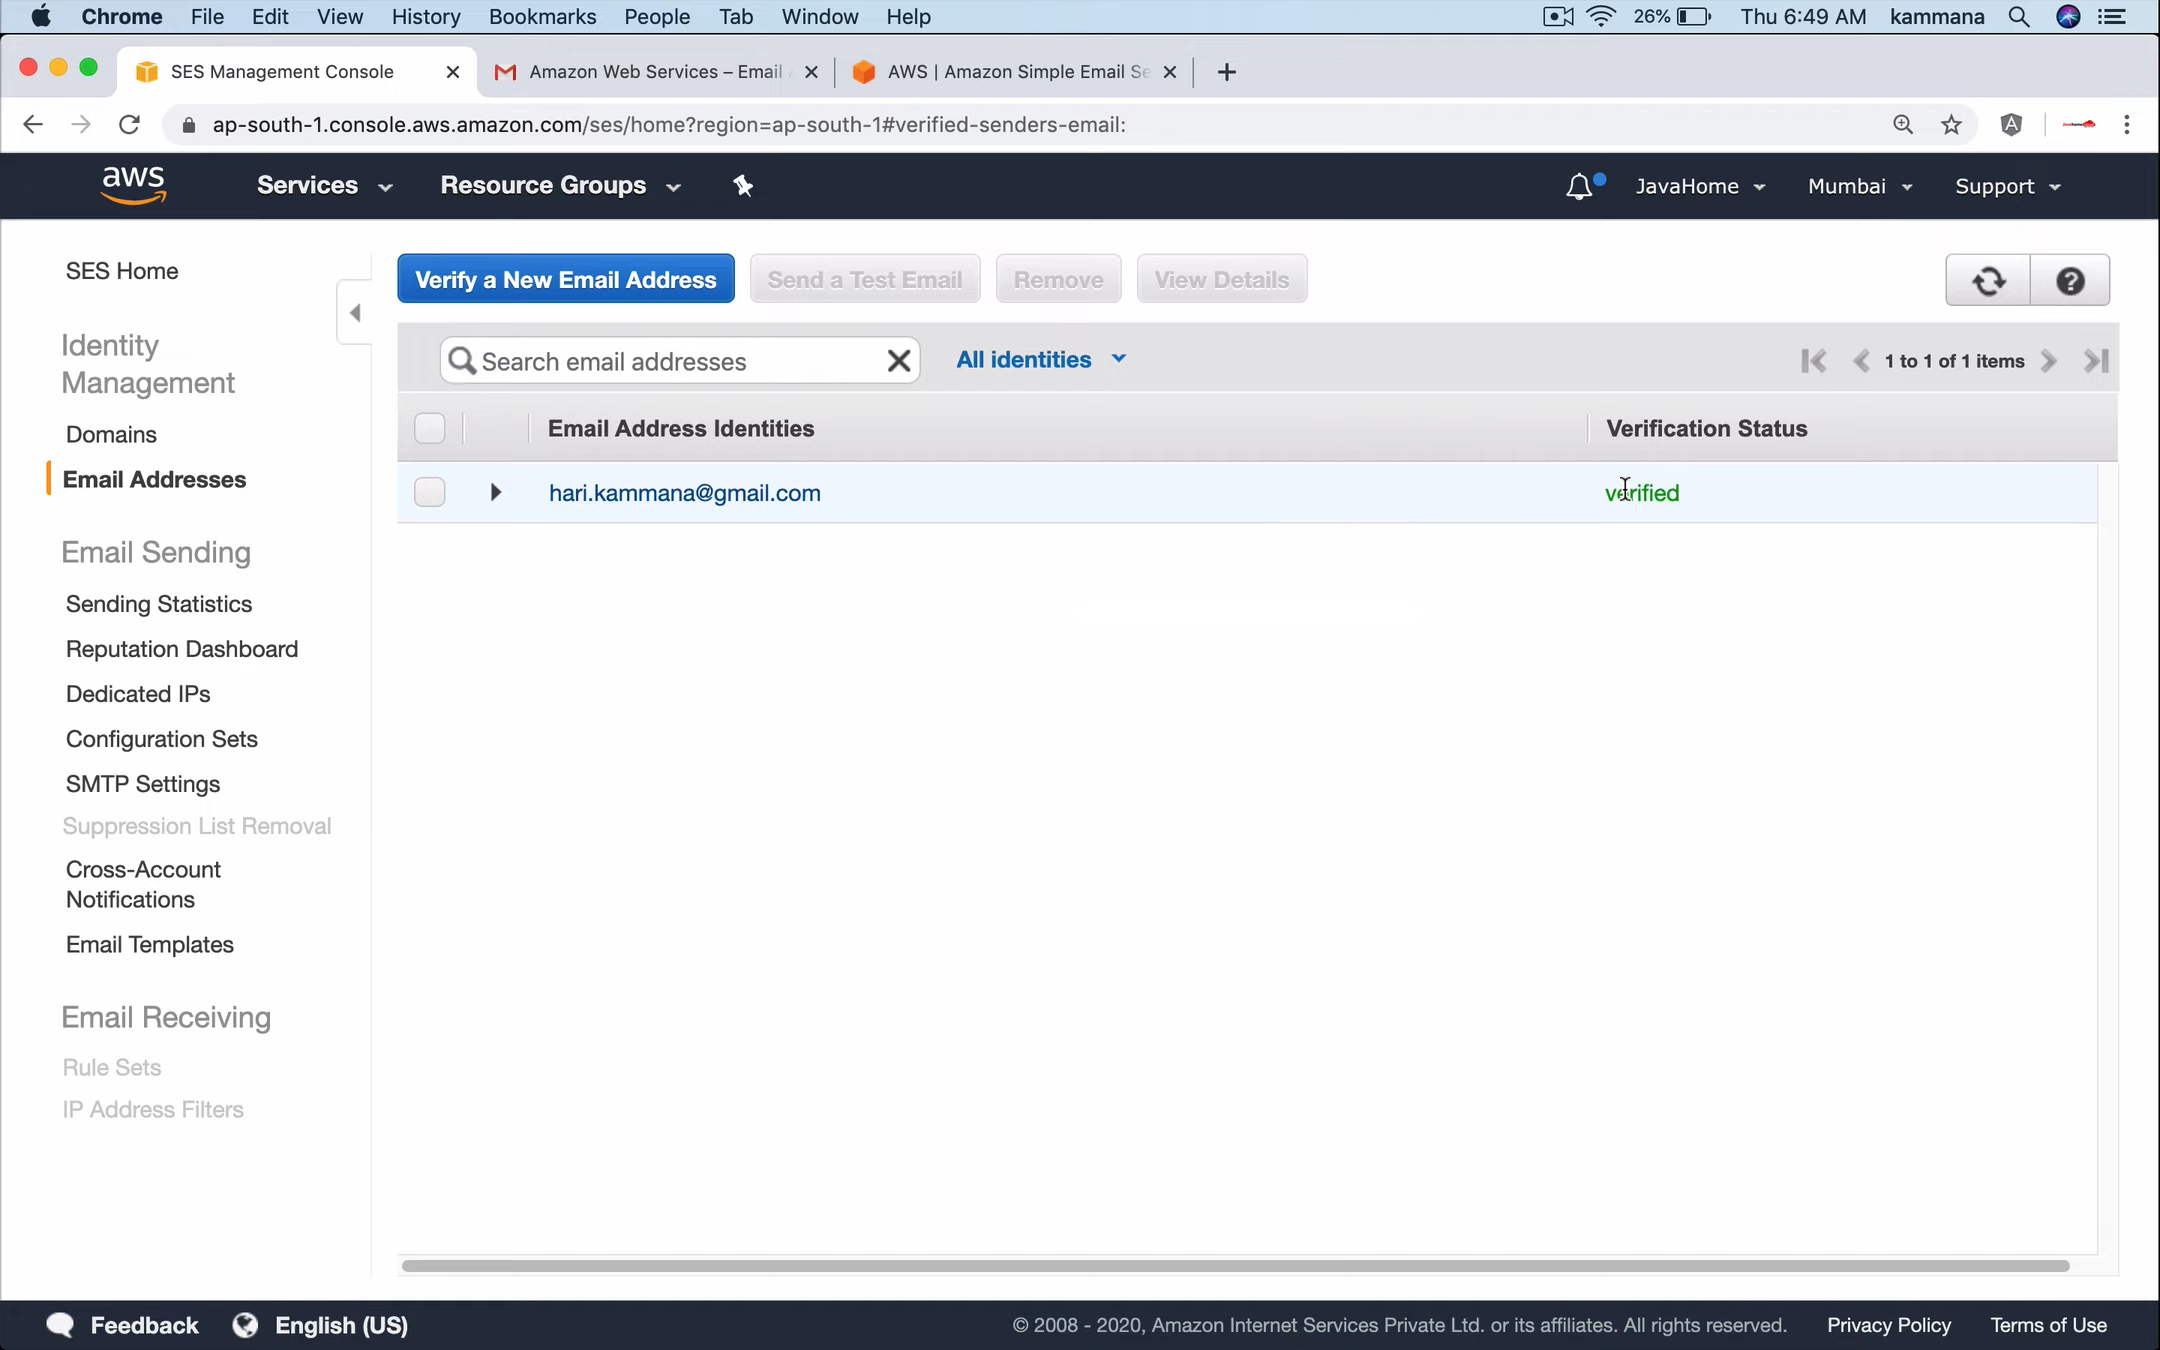 Chrome File Edit View History Bookmarks People Tab Window Help 26% Thu 6:49 AM kammana
SES Management Console Amazon Web Services – Email AWS | Amazon Simple Email Se
ap-south-1.console.aws.amazon.com/ses/home?region=ap-south-1#verified-senders-email:
aws Services Resource Groups JavaHome Mumbai Support
SES Home
Identity
Management
Domains
Email Addresses
Email Sending
Sending Statistics
Reputation Dashboard
Dedicated IPs
Configuration Sets
SMTP Settings
Suppression List Removal
Cross-Account
Notifications
Email Templates
Email Receiving
Rule Sets
IP Address Filters
Verify a New Email Address Send a Test Email Remove View Details
Search email addresses All identities 1 to 1 of 1 items
Email Address Identities Verification Status
hari.kammana@gmail.com verified
Feedback English (US) © 2008 - 2020, Amazon Internet Services Private Ltd. or its affiliates. All rights reserved. Privacy Policy Terms of Use